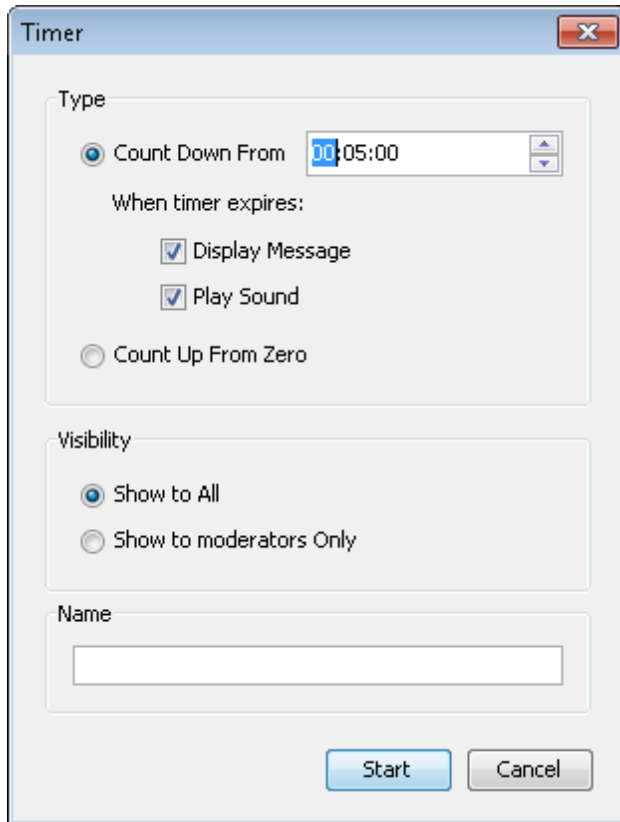 Timer
Type
Count Down From 00:05:00
When timer expires:
Display Message
Play Sound
Count Up From Zero
Visibility
Show to All
Show to moderators Only
Name
Start Cancel